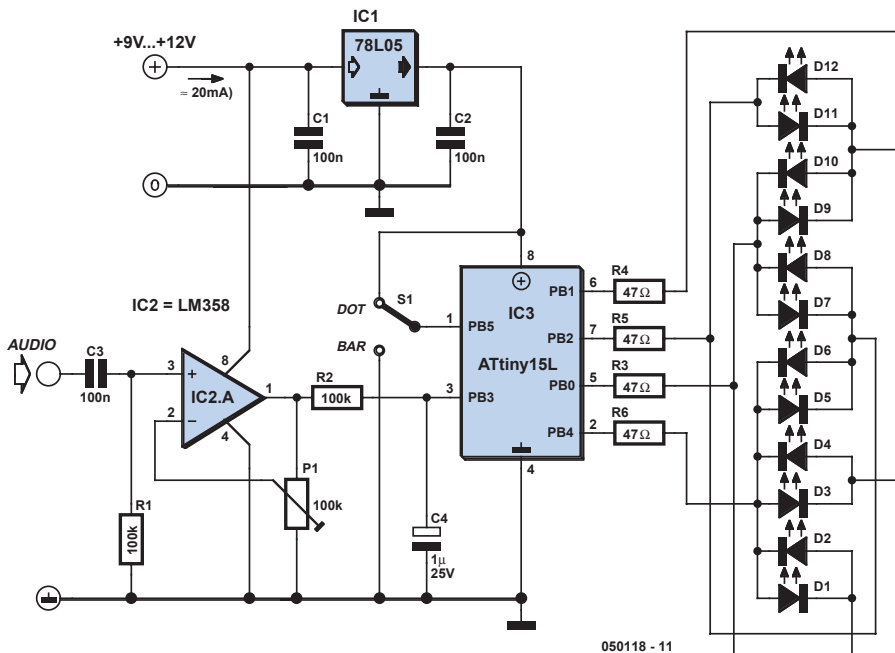 IC1
+9V...+12V
78L05
≈ 20mA)
C1
100n
C2
100n
0
D12
D11
D10
D9
D8
D7
D6
D5
D4
D3
D2
D1
IC2 = LM358
DOT
S1
BAR
8
6
R4
PB1
47Ω
IC3
7
R5
1
PB5
PB2
47Ω
ATtiny15L
5
R3
3
PB3
PB0
47Ω
2
R6
PB4
47Ω
4
AUDIO
C3
100n
3
+
8
IC2.A
1
2
–
4
R2
100k
P1
100k
R1
100k
C4
1µ
25V
050118 - 11